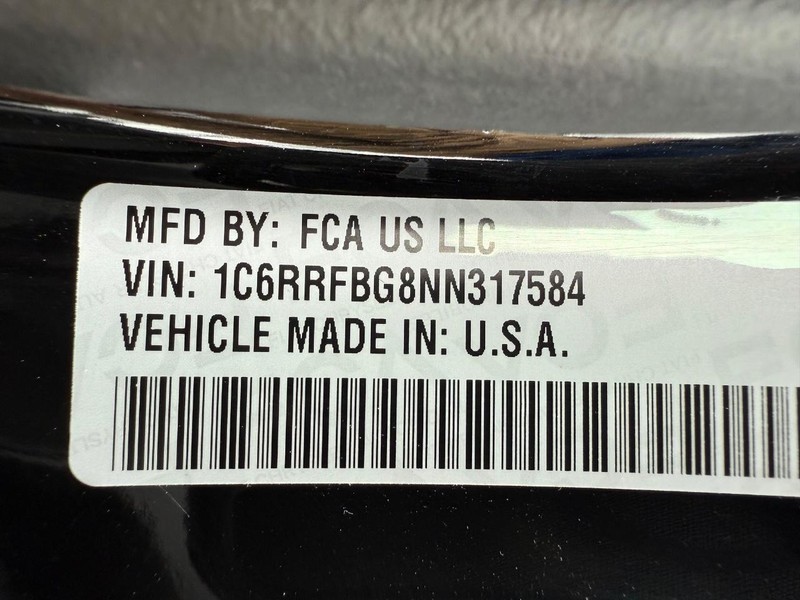 MFD BY: FCA US LLC
VIN: 1C6RRFBG8NN317584
VEHICLE MADE IN: U.S.A.